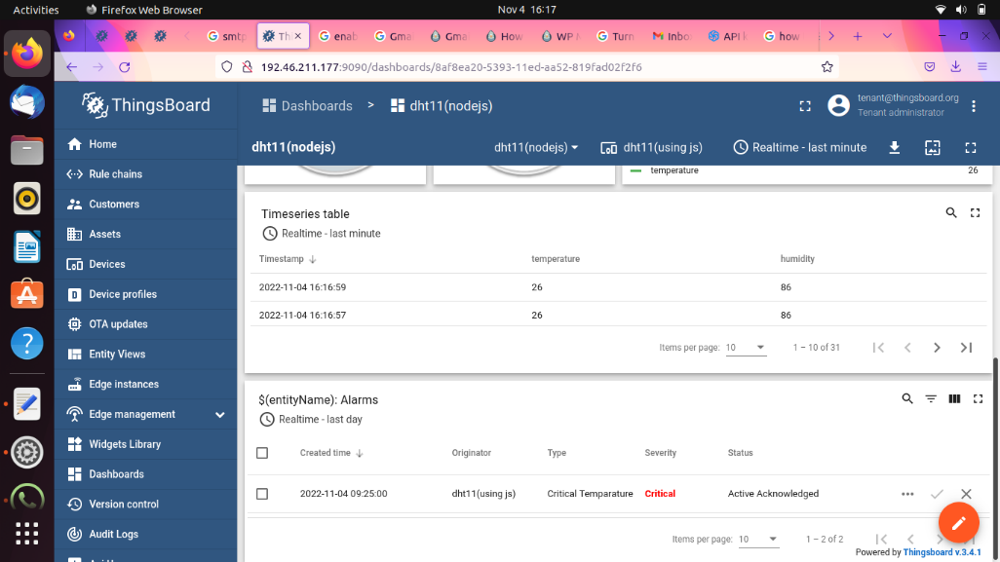 Activities
Firefox Web Browser
Nov 4 16:17
smtp
Th
enab
Gma
Gma
How
WP M
Turn
Inbo
API k
how
192.46.211.177:9090/dashboards/8af8ea20-5393-11ed-aa52-819fad02f2f6
ThingsBoard
Dashboards > dht11(nodejs)
tenant@thingsboard.org
Tenant administrator
dht11(nodejs)
dht11(nodejs)
dht11(using js)
Realtime - last minute
Home
Rule chains
Customers
Assets
Devices
Device profiles
OTA updates
Entity Views
Edge instances
Edge management
Widgets Library
Dashboards
Version control
Audit Logs
temperature 26
Timeseries table
Realtime - last minute
Timestamp temperature humidity
2022-11-04 16:16:59 26 86
2022-11-04 16:16:57 26 86
Items per page: 10 1 – 10 of 31
$(entityName): Alarms
Realtime - last day
Created time Originator Type Severity Status
2022-11-04 09:25:00 dht11(using js) Critical Temparature Critical Active Acknowledged
Items per page: 10 1 – 2 of 2
Powered by Thingsboard v.3.4.1